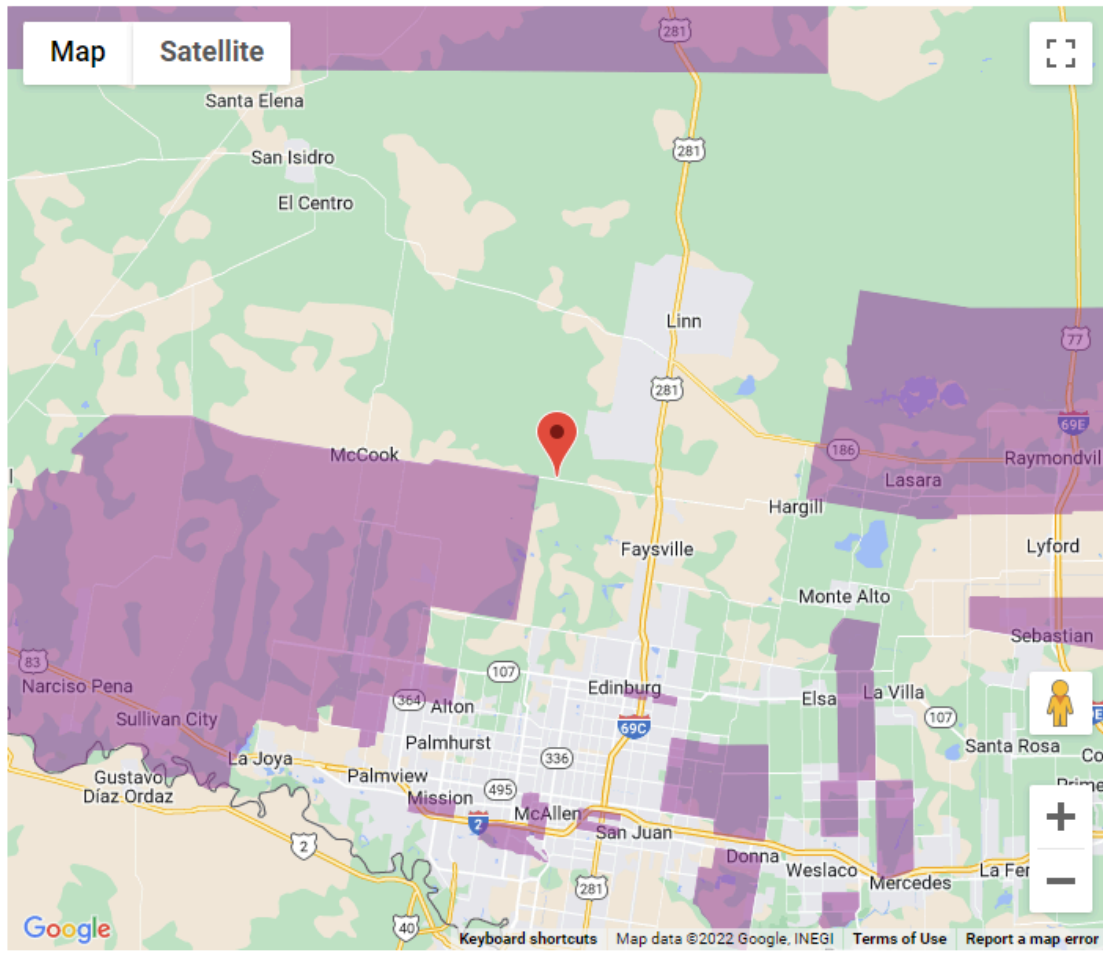 281
Map
Satellite
Santa Elena
San Isidro
281
El Centro
Linn
77
281
69E
McCook
186
Raymondvil
Lasara
Hargill
Faysville
Lyford
Monte Alto
Sebastian
83
107
Narciso Pena
Edinburg
Elsa
La Villa
364
Alton
Sullivan City
69C
107
Palmhurst
Santa Rosa
La Joya
336
Co
Gustavo
Díaz Ordaz
Palmview
495
Prime
Mission
McAllen
2
San Juan
2
Donna
Weslaco
La Fer
Mercedes
281
40
Google
Keyboard shortcuts
Map data ©2022 Google, INEGI
Terms of Use
Report a map error